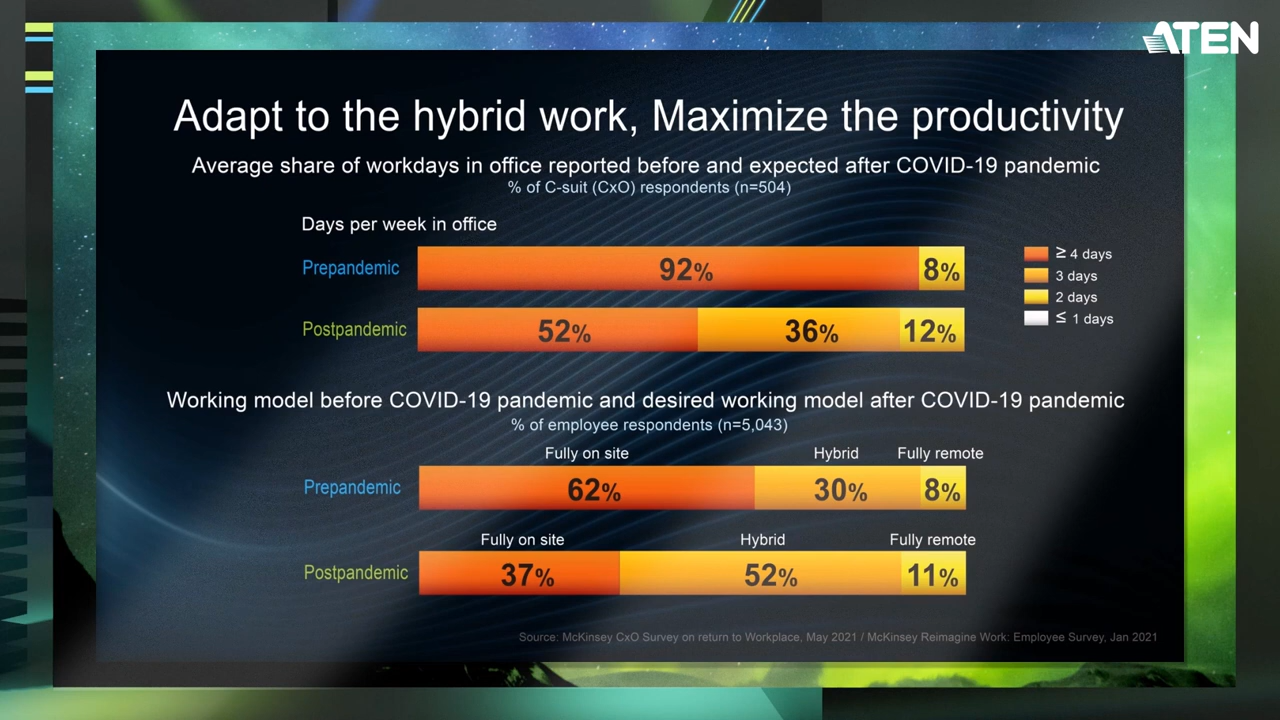 ATEN
Adapt to the hybrid work, Maximize the productivity
Average share of workdays in office reported before and expected after COVID-19 pandemic
% of C-suit (CxO) respondents (n=504)
Days per week in office
Prepandemic 92% 8%
Postpandemic 52% 36% 12%
≥ 4 days
3 days
2 days
≤ 1 days
Working model before COVID-19 pandemic and desired working model after COVID-19 pandemic
% of employee respondents (n=5,043)
Fully on site Hybrid Fully remote
Prepandemic 62% 30% 8%
Fully on site Hybrid Fully remote
Postpandemic 37% 52% 11%
Source: McKinsey CxO Survey on return to Workplace, May 2021 / McKinsey Reimagine Work: Employee Survey, Jan 2021